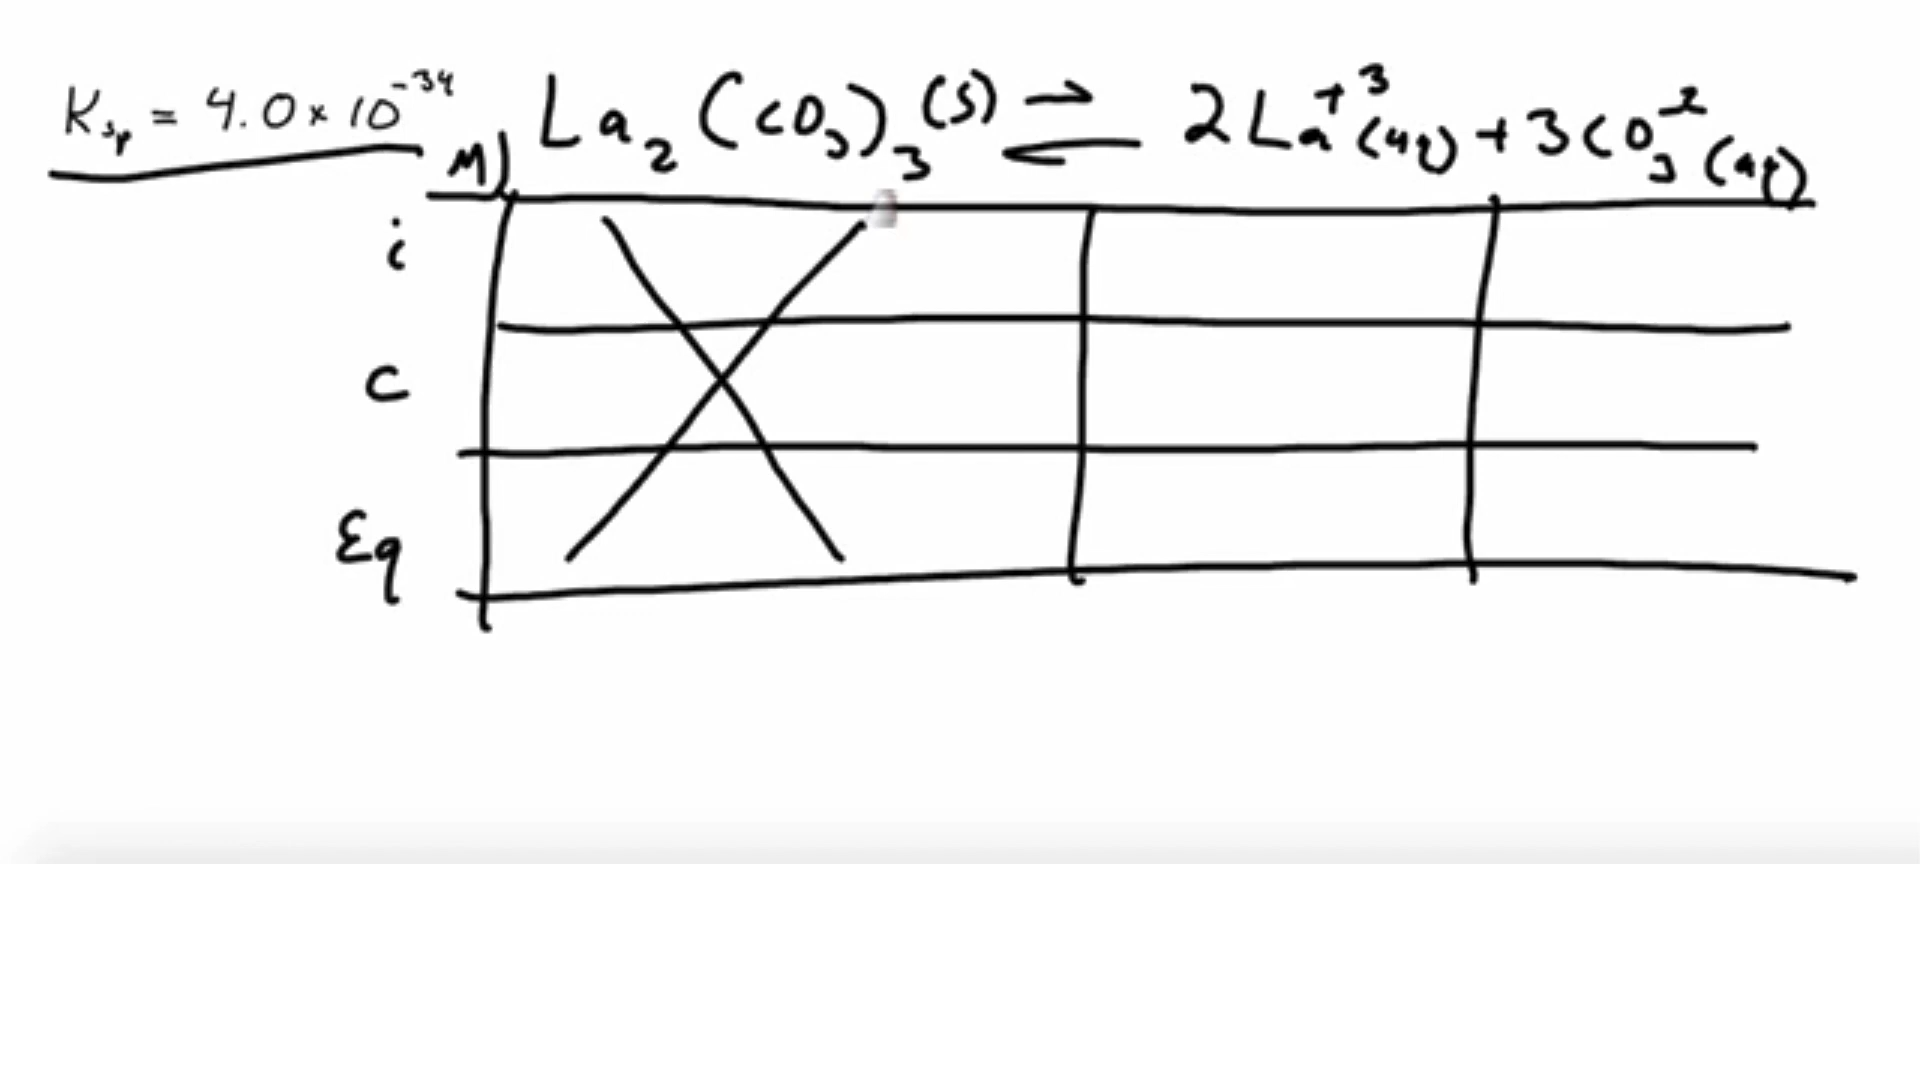 Ksp = 4.0 × 10⁻³⁴
M) La₂(CO₃)₃ (s) ⇌ 2La⁺³(aq) + 3CO₃⁻²(aq)
i
C
Eq